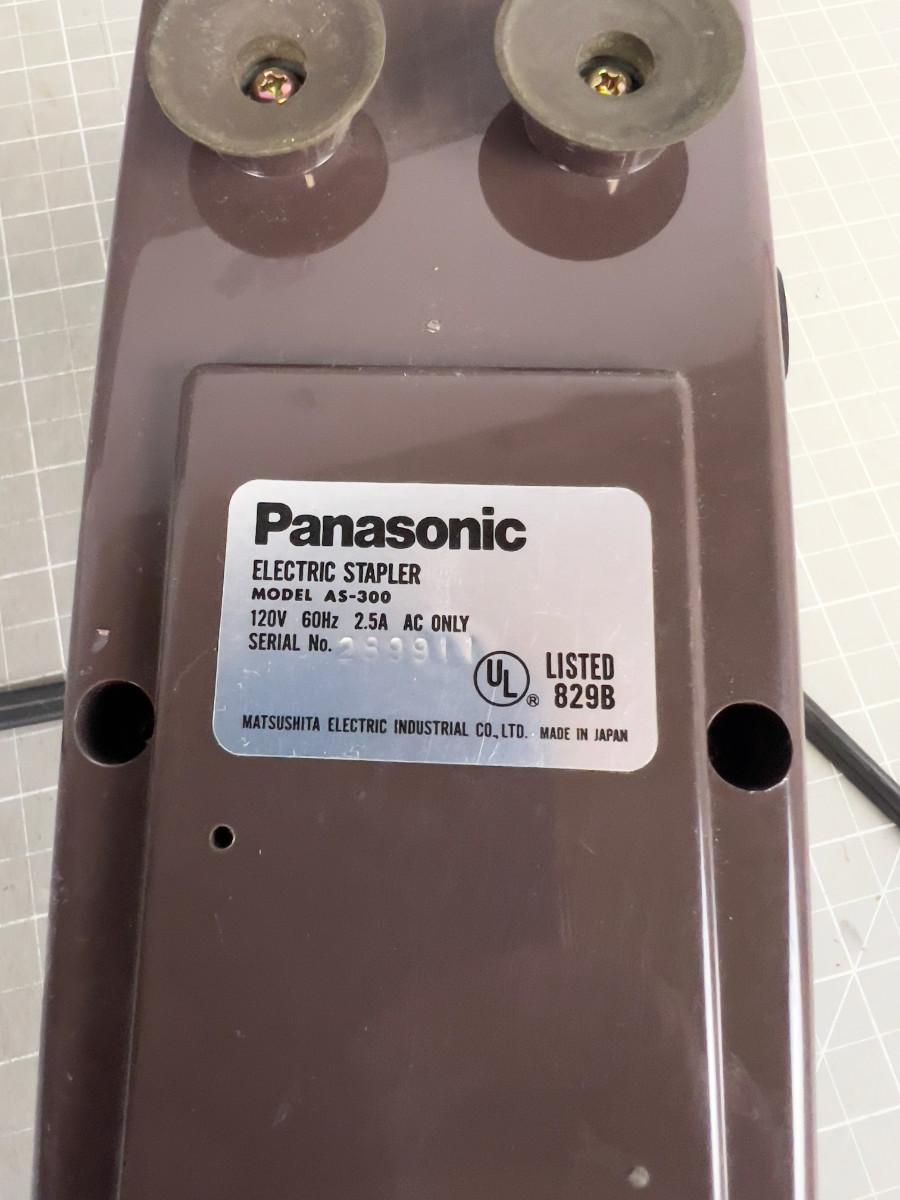 Panasonic
ELECTRIC STAPLER
MODEL AS-300
120V 60Hz 2.5A AC ONLY
SERIAL No. 289911
UL ® LISTED
829B
MATSUSHITA ELECTRIC INDUSTRIAL CO., LTD. MADE IN JAPAN